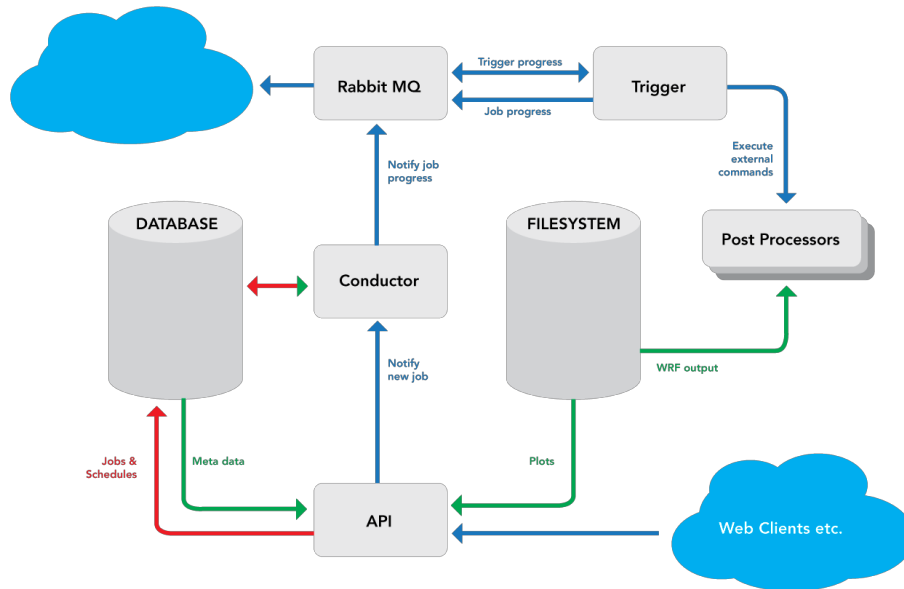 Rabbit MQ
Trigger progress
Job progress
Trigger
Execute
external
commands
Notify job
progress
DATABASE
FILESYSTEM
Post Processors
Conductor
Notify
new job
WRF output
Jobs &
Schedules
Meta data
Plots
API
Web Clients etc.